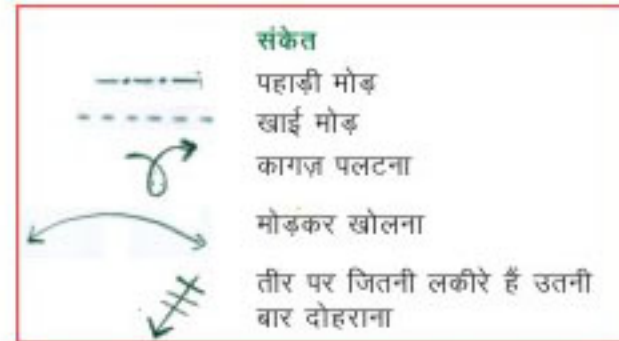 संकेत
पहाड़ी मोड़
खाई मोड़
कागज़ पलटना
मोड़कर खोलना
तीर पर जितनी लकीरे हैं उतनी
बार दोहराना